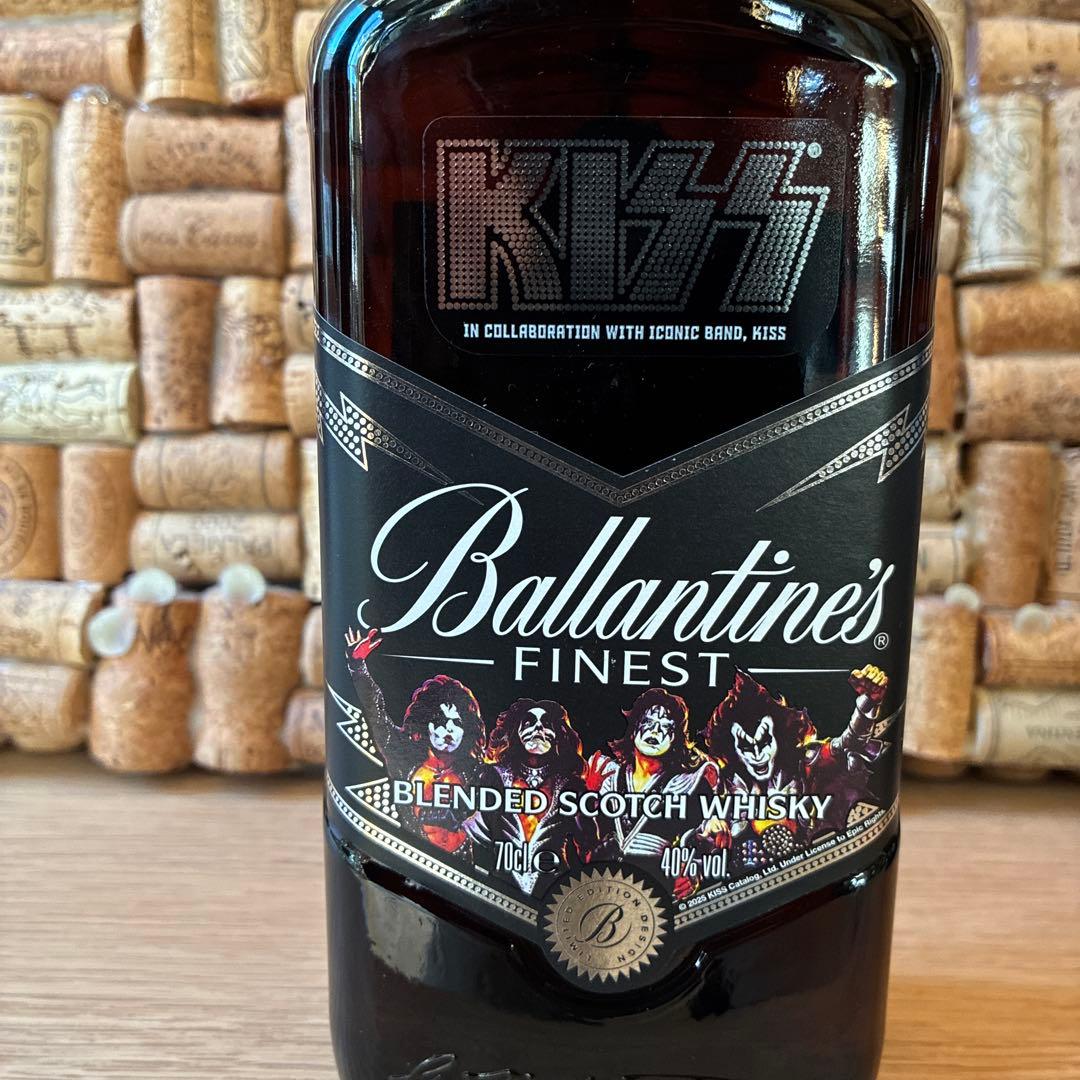 KISS®
IN COLLABORATION WITH ICONIC BAND, KISS
Ballantine's®
FINEST
BLENDED SCOTCH WHISKY
70cl e 40% vol.
© 2025 KISS Catalog, Ltd. Under License to Epic Rights
LIMITED EDITION DESIGN
B